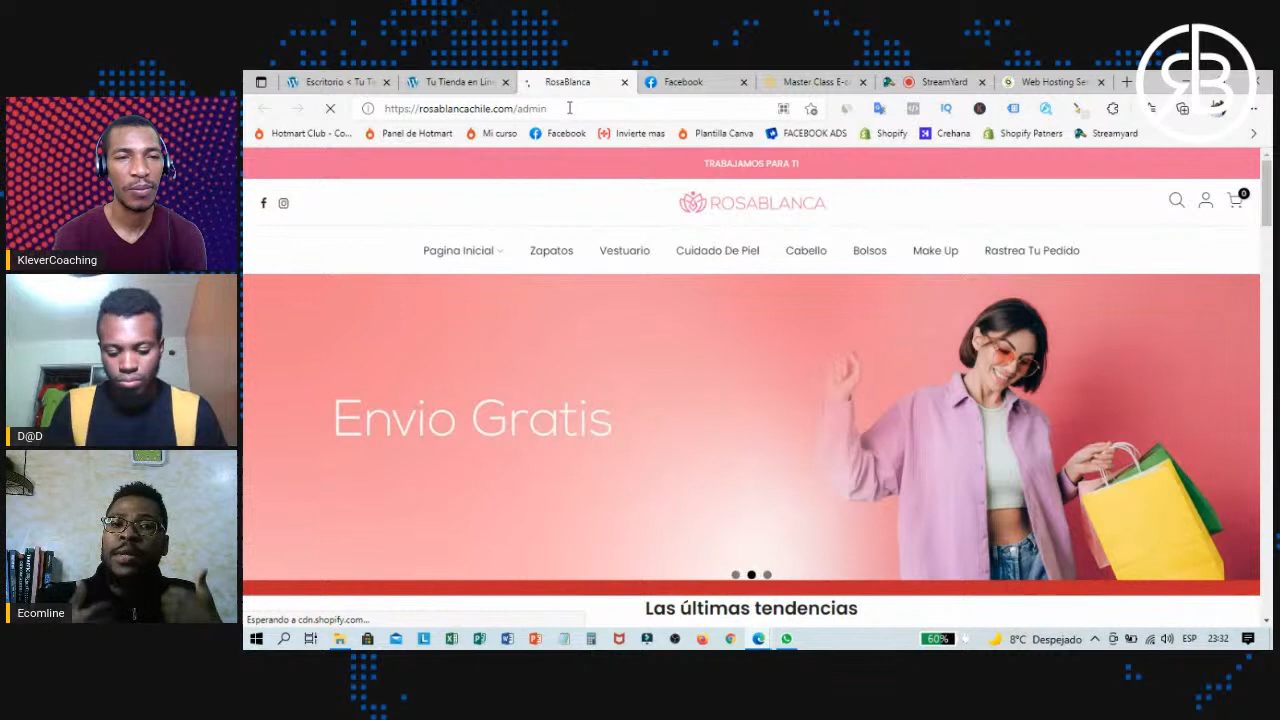 Escritorio < Tu Ti
Tu Tienda en Lin
RosaBlanca
Facebook
Master Class E-c
StreamYard
Web Hosting Se
https://rosablancachile.com/admin
Hotmart Club - Co...
Panel de Hotmart
Mi curso
Facebook
Invierte mas
Plantilla Canva
FACEBOOK ADS
Shopify
Crehana
Shopify Patners
Streamyard
TRABAJAMOS PARA TI
ROSABLANCA
0
Pagina Inicial
Zapatos
Vestuario
Cuidado De Piel
Cabello
Bolsos
Make Up
Rastrea Tu Pedido
Envio Gratis
Las últimas tendencias
Esperando a cdn.shopify.com...
60%
8°C Despejado
ESP
23:32
KleverCoaching
D@D
Ecomline